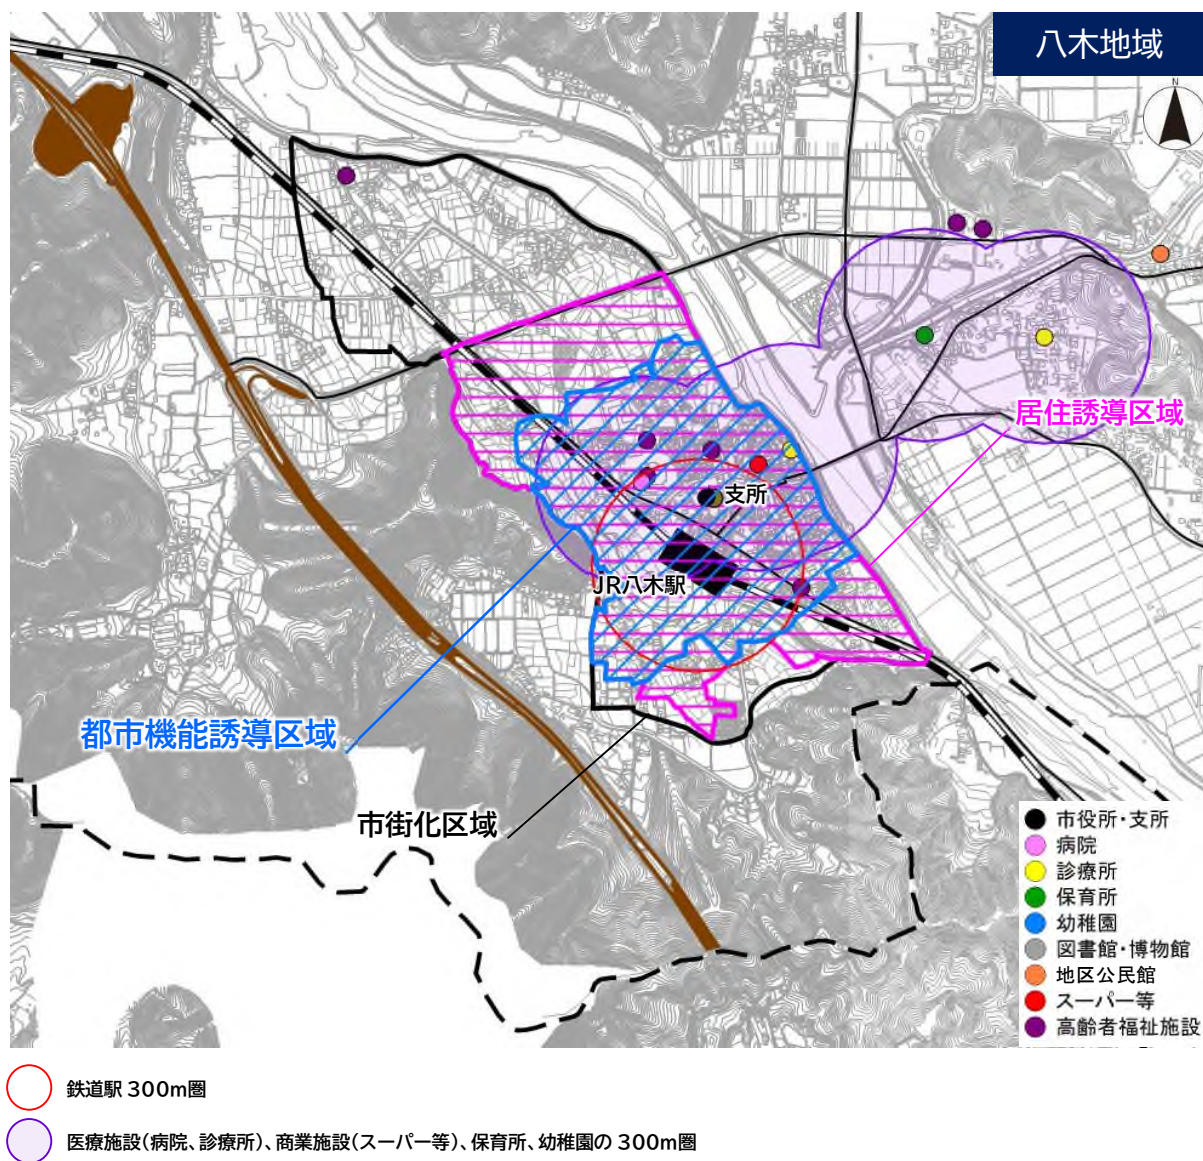 八木地域
N
居住誘導区域
支所
JR八木駅
都市機能誘導区域
市街化区域
市役所・支所
病院
診療所
保育所
幼稚園
図書館・博物館
地区公民館
スーパー等
高齢者福祉施設
鉄道駅 300m圏
医療施設(病院、診療所)、商業施設(スーパー等)、保育所、幼稚園の 300m圏